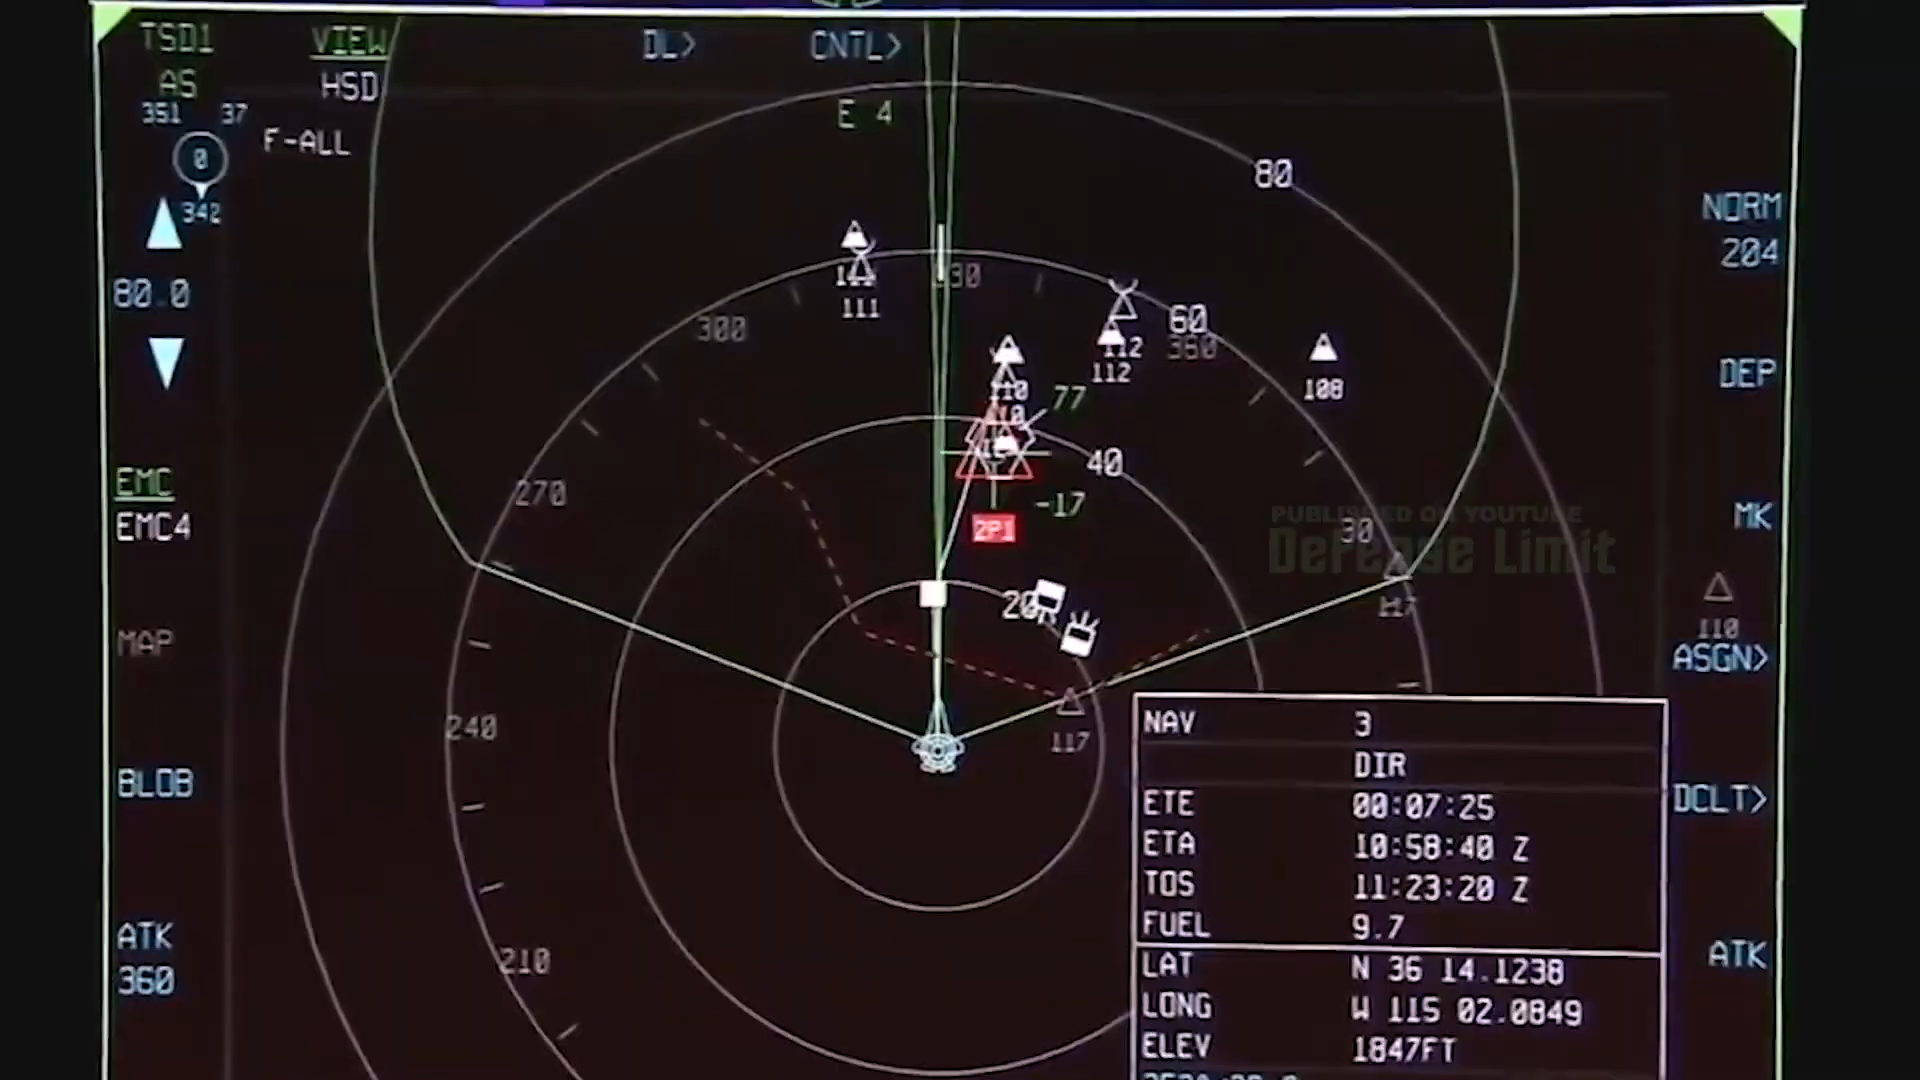 TSD1
VIEW
DL>
CNTL>
AS
HSD
351
37
E 4
F-ALL
0
342
80
NORM
204
80.0
330
111
300
60
360
112
112
110
108
77
DEP
40
270
EMC
EMC4
-17
PUBLISHED ON YOUTUBE
Defense Limit
30
MK
2P1
20
117
110
ASGN>
MAP
117
240
BLOB
NAV 3
DIR
ETE 00:07:25
ETA 10:58:40 Z
TOS 11:23:20 Z
FUEL 9.7
LAT N 36 14.1238
LONG W 115 02.0849
ELEV 1847FT
DCLT>
ATK
360
210
ATK